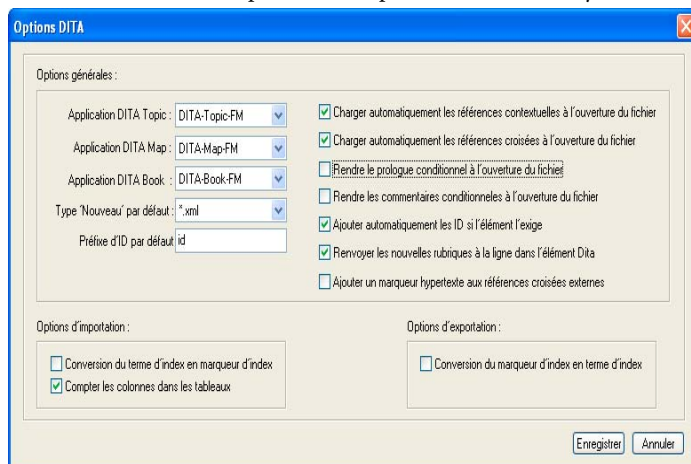 Options DITA
Options générales :
Application DITA Topic : DITA-Topic-FM
Application DITA Map : DITA-Map-FM
Application DITA Book : DITA-Book-FM
Type 'Nouveau' par défaut : *.xml
Préfixe d'ID par défaut id
Charger automatiquement les références contextuelles à l'ouverture du fichier
Charger automatiquement les références croisées à l'ouverture du fichier
Rendre le prologue conditionnel à l'ouverture du fichier
Rendre les commentaires conditionneles à l'ouverture du fichier
Ajouter automatiquement les ID si l'élément l'exige
Renvoyer les nouvelles rubriques à la ligne dans l'élément Dita
Ajouter un marqueur hypertexte aux références croisées externes
Options d'importation :
Conversion du terme d'index en marqueur d'index
Compter les colonnes dans les tableaux
Options d'exportation :
Conversion du marqueur d'index en terme d'index
Enregistrer
Annuler